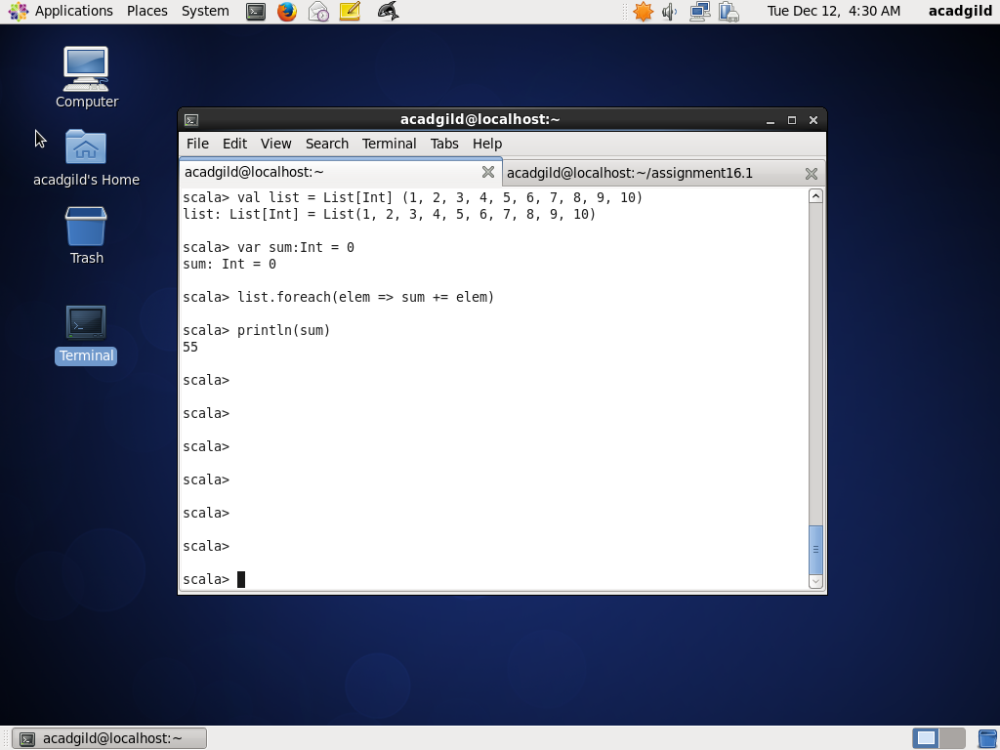 Applications Places System Tue Dec 12, 4:30 AM acadgild
Computer
acadgild's Home
Trash
Terminal
acadgild@localhost:~
File Edit View Search Terminal Tabs Help
acadgild@localhost:~ acadgild@localhost:~/assignment16.1
scala> val list = List[Int] (1, 2, 3, 4, 5, 6, 7, 8, 9, 10)
list: List[Int] = List(1, 2, 3, 4, 5, 6, 7, 8, 9, 10)
scala> var sum:Int = 0
sum: Int = 0
scala> list.foreach(elem => sum += elem)
scala> println(sum)
55
scala>
scala>
scala>
scala>
scala>
scala>
scala>
acadgild@localhost:~